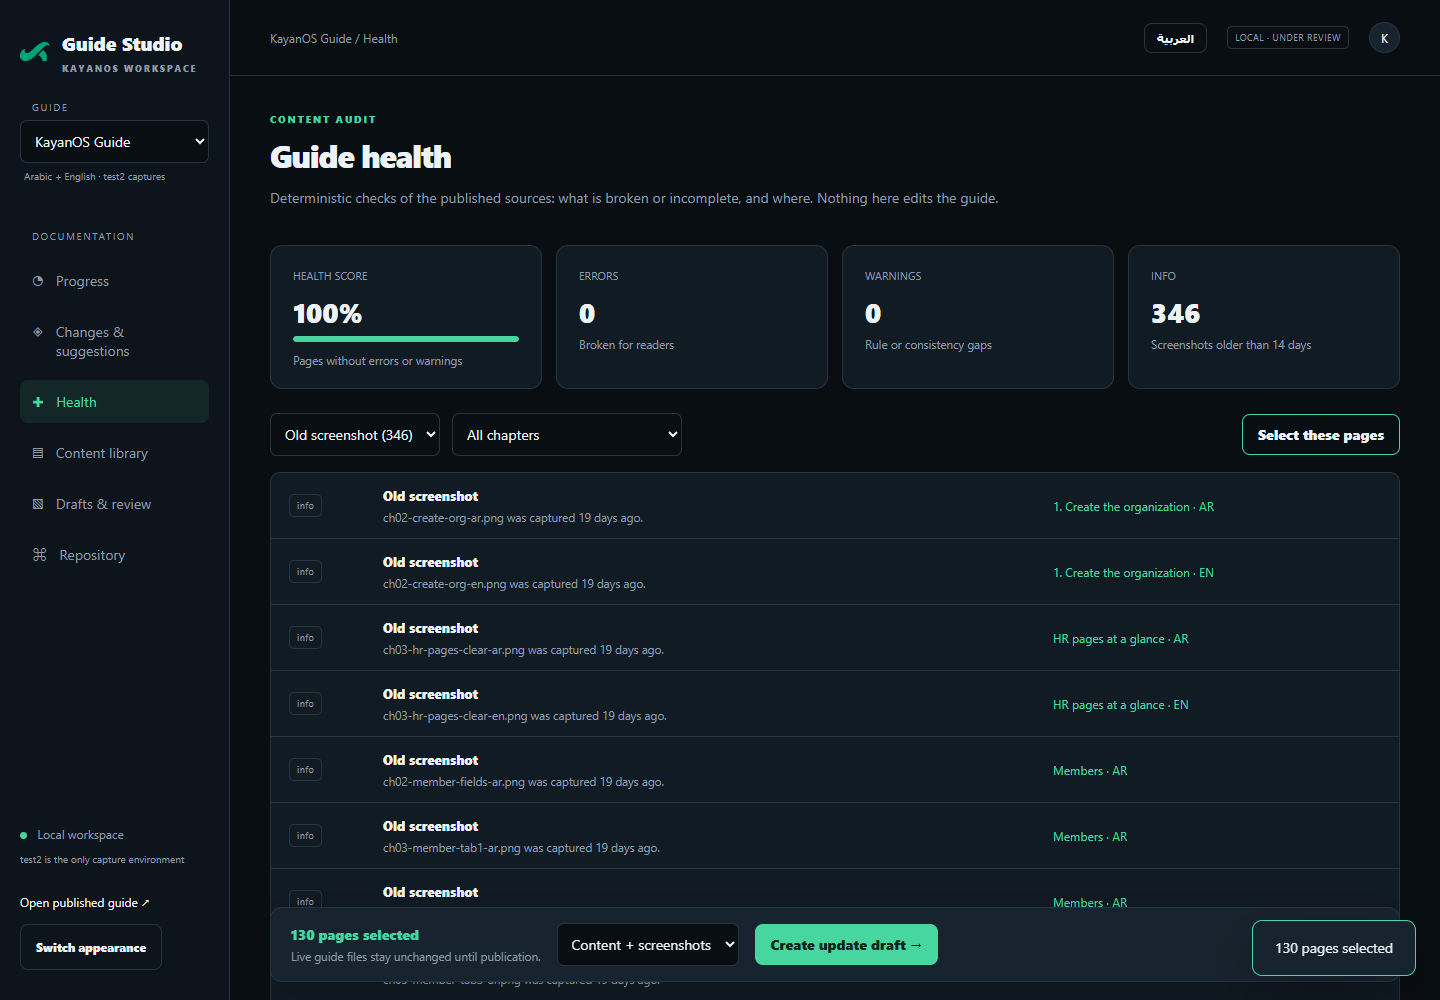 Guide Studio
KAYANOS WORKSPACE
GUIDE
KayanOS Guide
Arabic + English · test2 captures
DOCUMENTATION
Progress
Changes &
suggestions
Health
Content library
Drafts & review
Repository
Local workspace
test2 is the only capture environment
Open published guide ↗
Switch appearance
KayanOS Guide / Health
العربية
LOCAL · UNDER REVIEW
K
CONTENT AUDIT
Guide health
Deterministic checks of the published sources: what is broken or incomplete, and where. Nothing here edits the guide.
HEALTH SCORE
100%
Pages without errors or warnings
ERRORS
0
Broken for readers
WARNINGS
0
Rule or consistency gaps
INFO
346
Screenshots older than 14 days
Old screenshot (346)
All chapters
Select these pages
info
Old screenshot
ch02-create-org-ar.png was captured 19 days ago.
1. Create the organization · AR
info
Old screenshot
ch02-create-org-en.png was captured 19 days ago.
1. Create the organization · EN
info
Old screenshot
ch03-hr-pages-clear-ar.png was captured 19 days ago.
HR pages at a glance · AR
info
Old screenshot
ch03-hr-pages-clear-en.png was captured 19 days ago.
HR pages at a glance · EN
info
Old screenshot
ch02-member-fields-ar.png was captured 19 days ago.
Members · AR
info
Old screenshot
ch03-member-tab1-ar.png was captured 19 days ago.
Members · AR
info
Old screenshot
Members · AR
130 pages selected
Live guide files stay unchanged until publication.
Content + screenshots
Create update draft →
130 pages selected